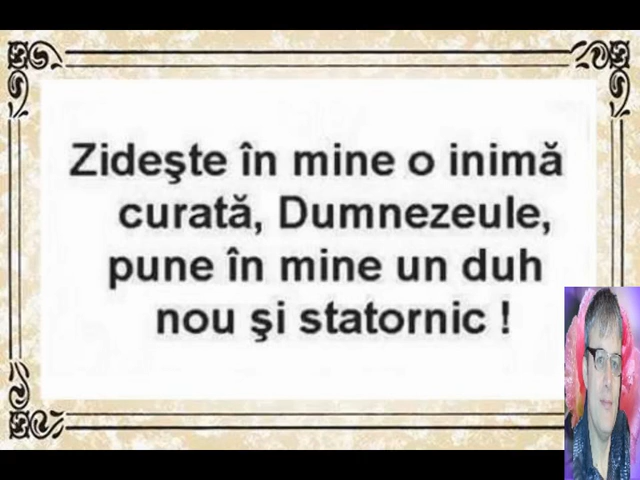 Zideşte în mine o inimă
curată, Dumnezeule,
pune în mine un duh
nou şi statornic !